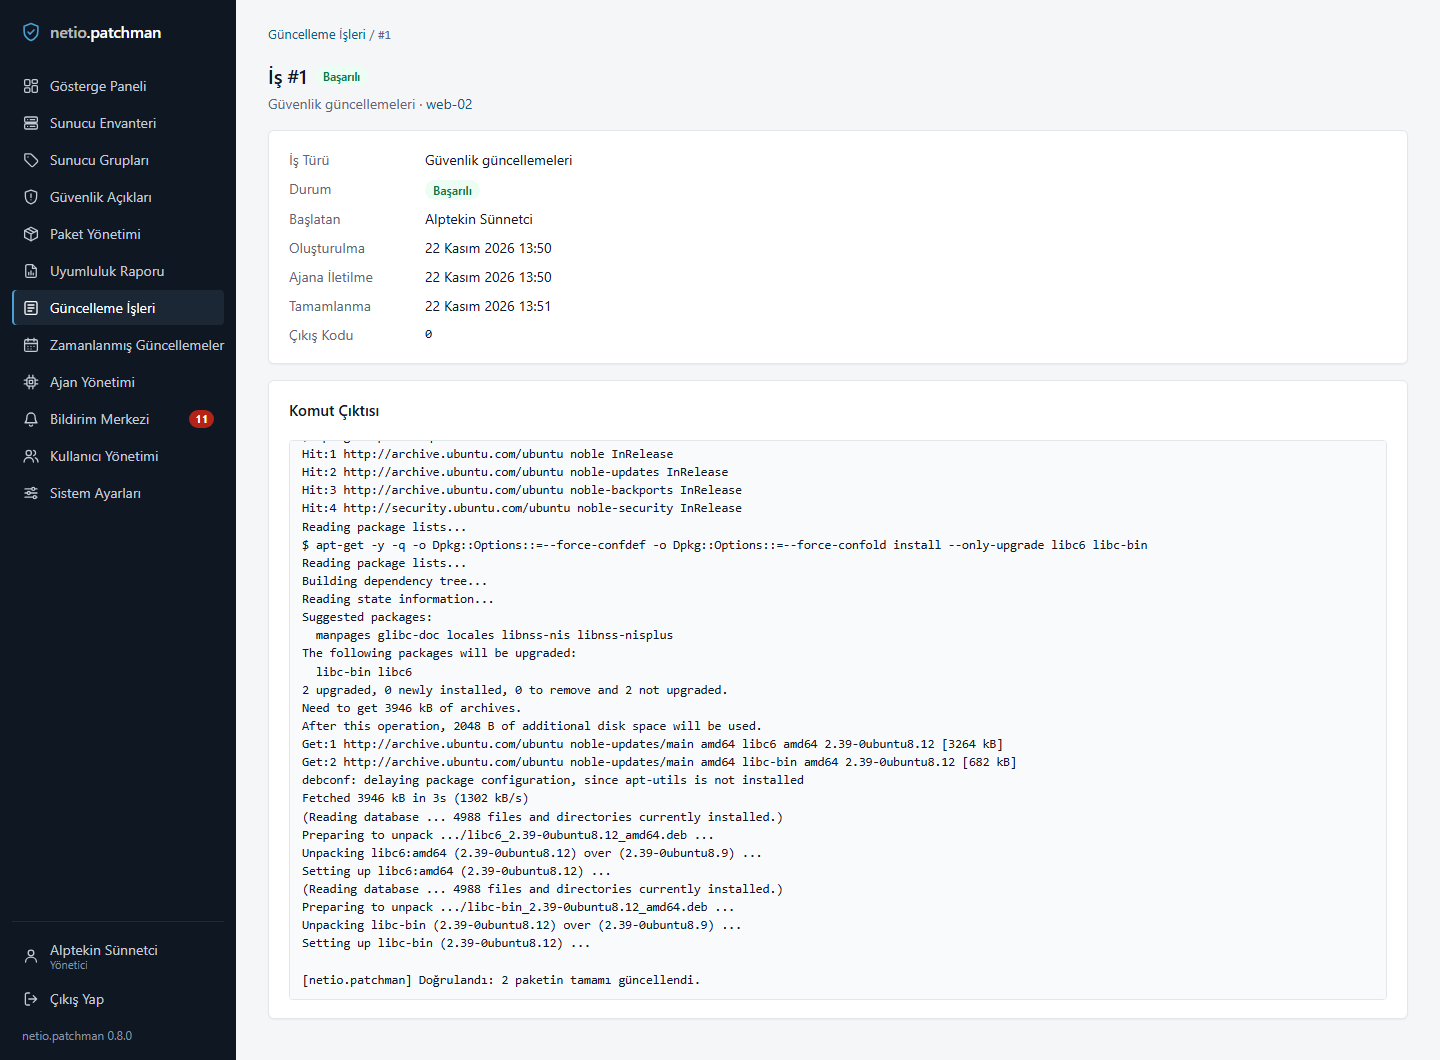 netio.patchman
Gösterge Paneli
Sunucu Envanteri
Sunucu Grupları
Güvenlik Açıkları
Paket Yönetimi
Uyumluluk Raporu
Güncelleme İşleri
Zamanlanmış Güncellemeler
Ajan Yönetimi
Bildirim Merkezi 11
Kullanıcı Yönetimi
Sistem Ayarları
Alptekin Sünnetci
Yönetici
Çıkış Yap
netio.patchman 0.8.0
Güncelleme İşleri / #1
İş #1 Başarılı
Güvenlik güncellemeleri · web-02
İş Türü Güvenlik güncellemeleri
Durum Başarılı
Başlatan Alptekin Sünnetci
Oluşturulma 22 Kasım 2026 13:50
Ajana İletilme 22 Kasım 2026 13:50
Tamamlanma 22 Kasım 2026 13:51
Çıkış Kodu 0
Komut Çıktısı
Hit:1 http://archive.ubuntu.com/ubuntu noble InRelease
Hit:2 http://archive.ubuntu.com/ubuntu noble-updates InRelease
Hit:3 http://archive.ubuntu.com/ubuntu noble-backports InRelease
Hit:4 http://security.ubuntu.com/ubuntu noble-security InRelease
Reading package lists...
$ apt-get -y -q -o Dpkg::Options::=--force-confdef -o Dpkg::Options::=--force-confold install --only-upgrade libc6 libc-bin
Reading package lists...
Building dependency tree...
Reading state information...
Suggested packages:
  manpages glibc-doc locales libnss-nis libnss-nisplus
The following packages will be upgraded:
  libc-bin libc6
2 upgraded, 0 newly installed, 0 to remove and 2 not upgraded.
Need to get 3946 kB of archives.
After this operation, 2048 B of additional disk space will be used.
Get:1 http://archive.ubuntu.com/ubuntu noble-updates/main amd64 libc6 amd64 2.39-0ubuntu8.12 [3264 kB]
Get:2 http://archive.ubuntu.com/ubuntu noble-updates/main amd64 libc-bin amd64 2.39-0ubuntu8.12 [682 kB]
debconf: delaying package configuration, since apt-utils is not installed
Fetched 3946 kB in 3s (1302 kB/s)
(Reading database ... 4988 files and directories currently installed.)
Preparing to unpack .../libc6_2.39-0ubuntu8.12_amd64.deb ...
Unpacking libc6:amd64 (2.39-0ubuntu8.12) over (2.39-0ubuntu8.9) ...
Setting up libc6:amd64 (2.39-0ubuntu8.12) ...
(Reading database ... 4988 files and directories currently installed.)
Preparing to unpack .../libc-bin_2.39-0ubuntu8.12_amd64.deb ...
Unpacking libc-bin (2.39-0ubuntu8.12) over (2.39-0ubuntu8.9) ...
Setting up libc-bin (2.39-0ubuntu8.12) ...
[netio.patchman] Doğrulandı: 2 paketin tamamı güncellendi.